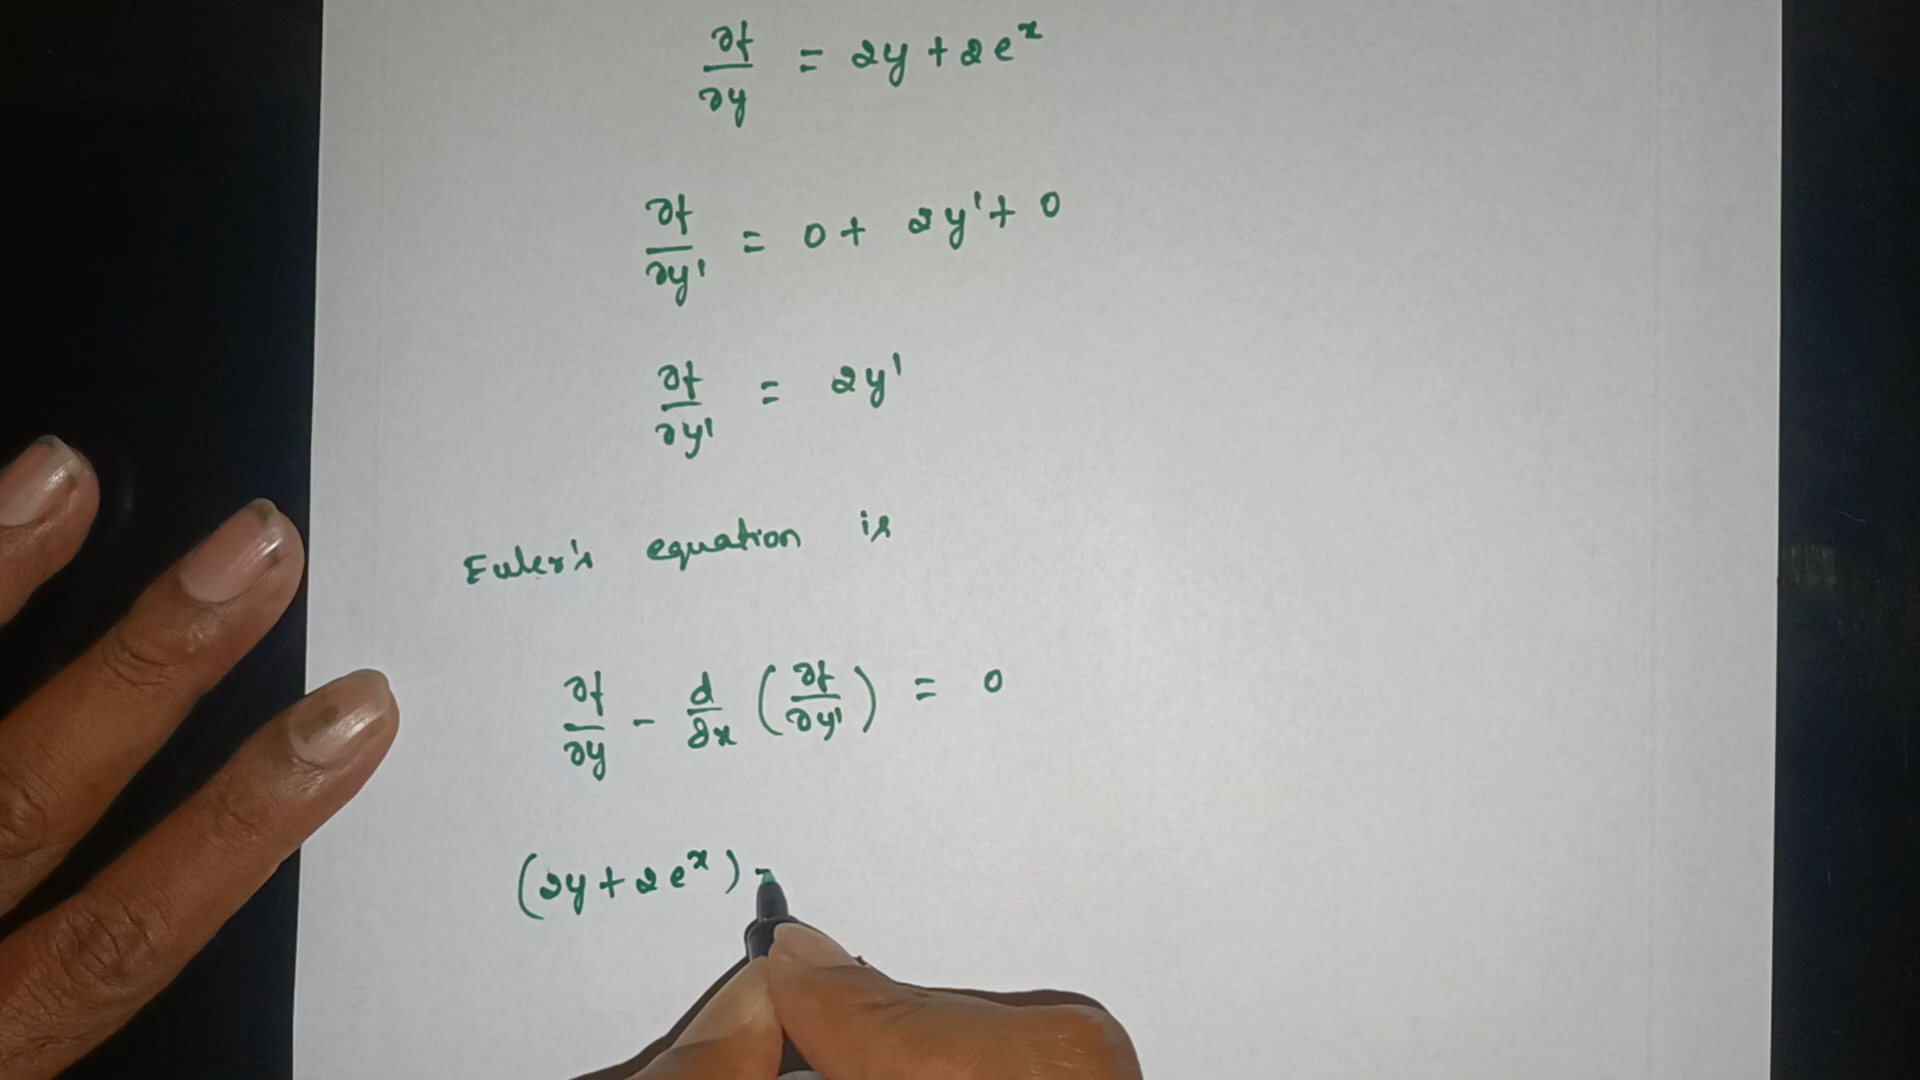 ∂f/∂y = 2y + 2e^x
∂f/∂y' = 0 + 2y' + 0
∂f/∂y' = 2y'
Euler's equation is
∂f/∂y - d/dx (∂f/∂y') = 0
(2y + 2e^x) -